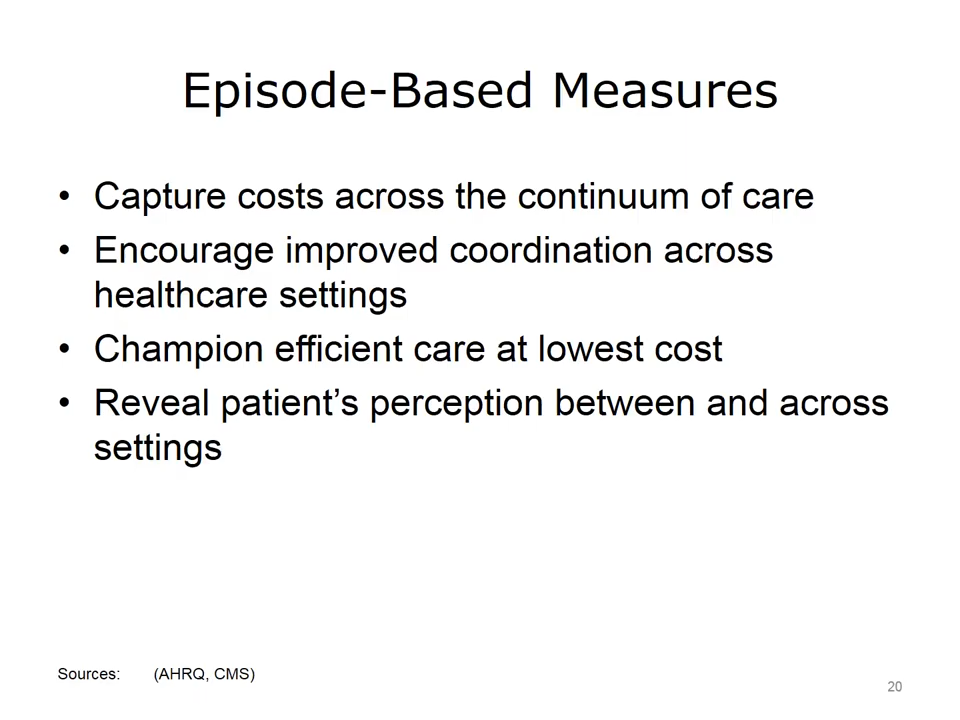 Episode-Based Measures
• Capture costs across the continuum of care
• Encourage improved coordination across
healthcare settings
• Champion efficient care at lowest cost
• Reveal patient’s perception between and across
settings
Sources: (AHRQ, CMS)
20